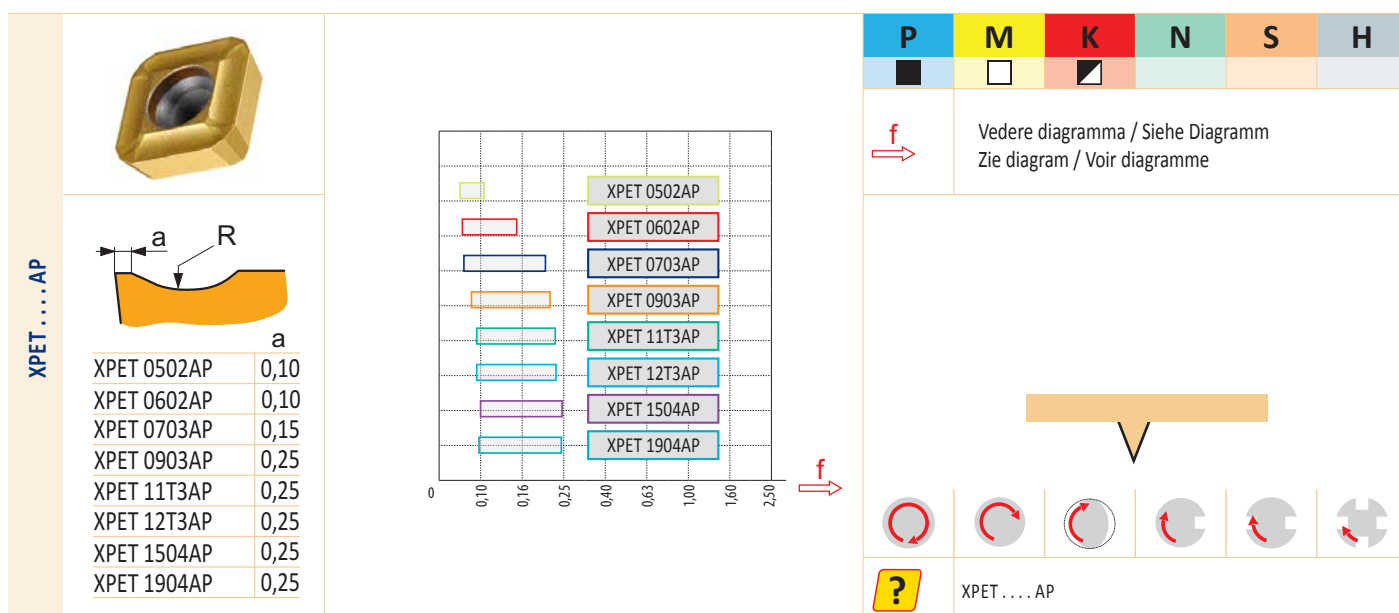 XPET . . . . AP
a
R
a
XPET 0502AP 0,10
XPET 0602AP 0,10
XPET 0703AP 0,15
XPET 0903AP 0,25
XPET 11T3AP 0,25
XPET 12T3AP 0,25
XPET 1504AP 0,25
XPET 1904AP 0,25
XPET 0502AP
XPET 0602AP
XPET 0703AP
XPET 0903AP
XPET 11T3AP
XPET 12T3AP
XPET 1504AP
XPET 1904AP
0 0,10 0,16 0,25 0,40 0,63 1,00 1,60 2,50
f
P M K N S H
f
Vedere diagramma / Siehe Diagramm
Zie diagram / Voir diagramme
?
XPET . . . . AP